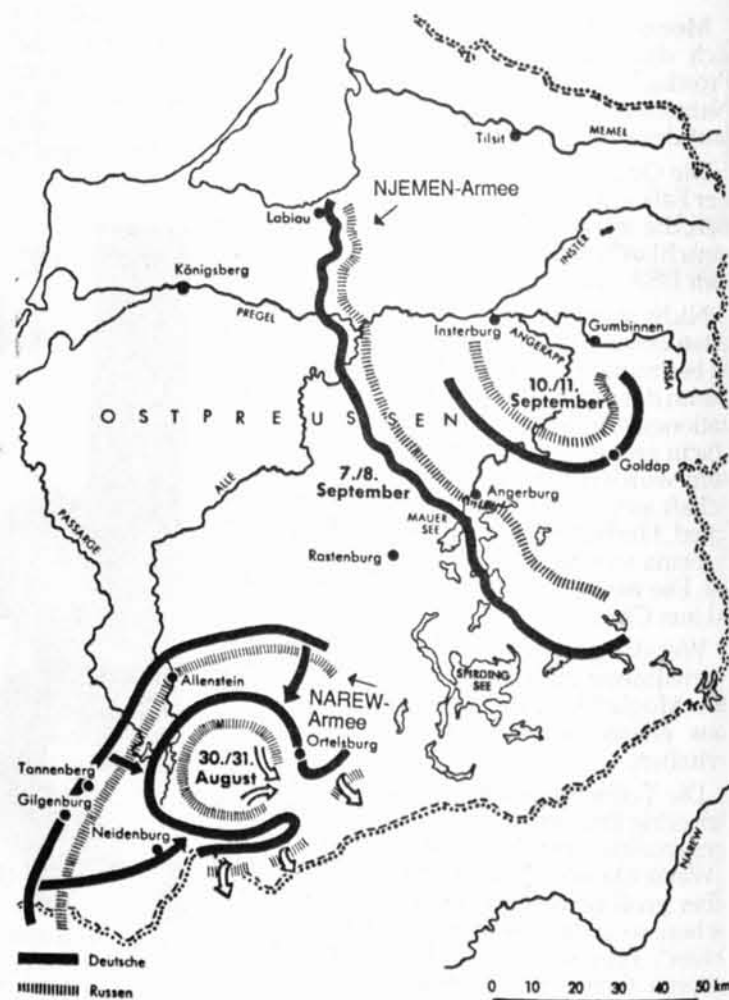 Tilsit
MEMEL
NJEMEN-Armee
Labiau
INSTER
Königsberg
PREGEL
Insterburg
ANGERAPP
Gumbinnen
PISSA
10./11.
September
OSTPREUSSEN
Goldap
ALLE
7./8.
September
Angerburg
MAUER
SEE
PASSARGE
Rastenburg
SPIRDING
SEE
Allenstein
NAREW-
Armee
Ortelsburg
30./31.
August
Tannenberg
Gilgenburg
Neidenburg
NAREW
Deutsche
Russen
0 10 20 30 40 50 km